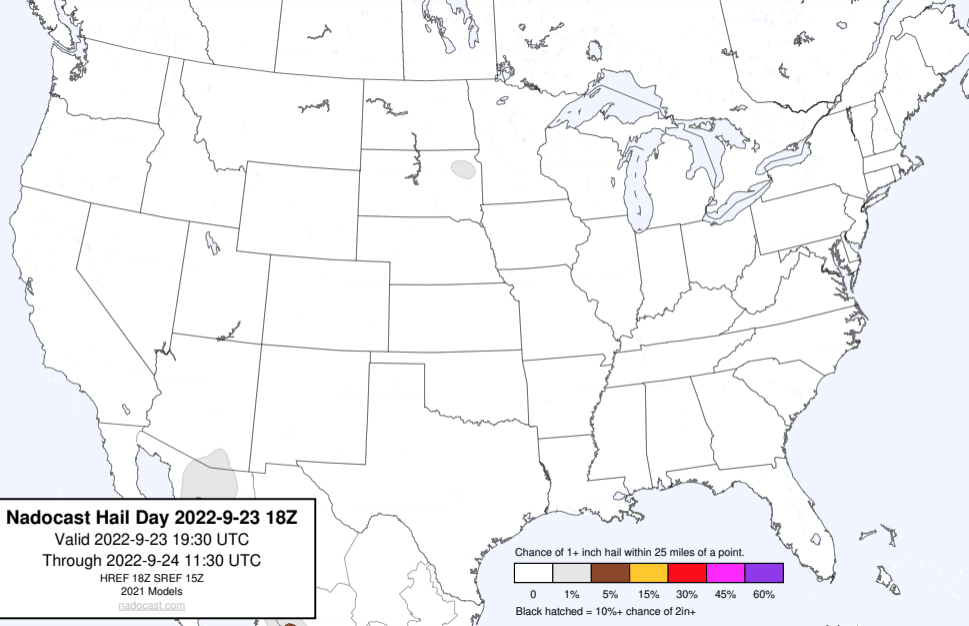 Nadocast Hail Day 2022-9-23 18Z
Valid 2022-9-23 19:30 UTC
Through 2022-9-24 11:30 UTC
HREF 18Z SREF 15Z
2021 Models
nadocast.com
Chance of 1+ inch hail within 25 miles of a point.
0 1% 5% 15% 30% 45% 60%
Black hatched = 10%+ chance of 2in+